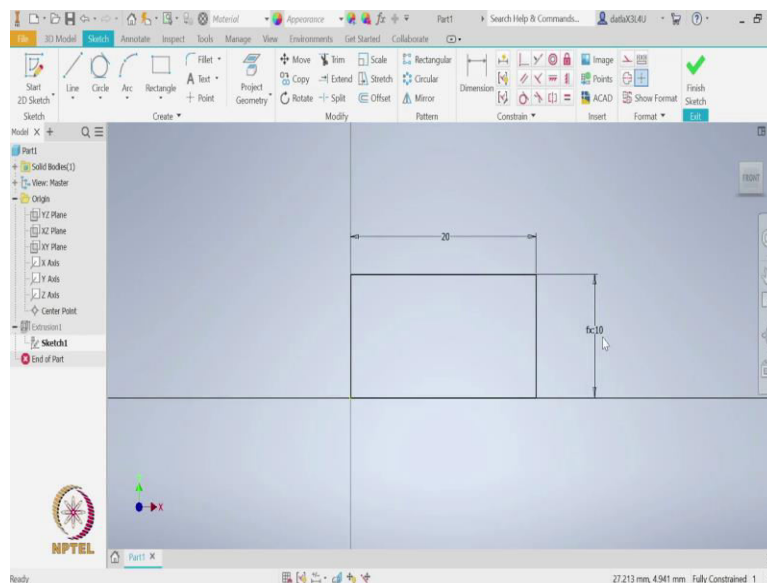 Material Appearance fx Part1 Search Help & Commands... datlaX3L4U
File 3D Model Sketch Annotate Inspect Tools Manage View Environments Get Started Collaborate
Start 2D Sketch
Line
Circle
Arc
Rectangle
Fillet
Text
Point
Project Geometry
Move Trim Scale
Copy Extend Stretch
Rotate Split Offset
Rectangular
Circular
Mirror
Dimension
Image
Points
ACAD
Show Format
Finish Sketch
Sketch Create Modify Pattern Constrain Insert Format Exit
Model X +
Part1
Solid Bodies(1)
View: Master
Origin
YZ Plane
XZ Plane
XY Plane
X Axis
Y Axis
Z Axis
Center Point
Extrusion1
Sketch1
End of Part
FRONT
20
fx:10
X
NPTEL
Part1 X
Ready 27.213 mm, 4.941 mm Fully Constrained 1